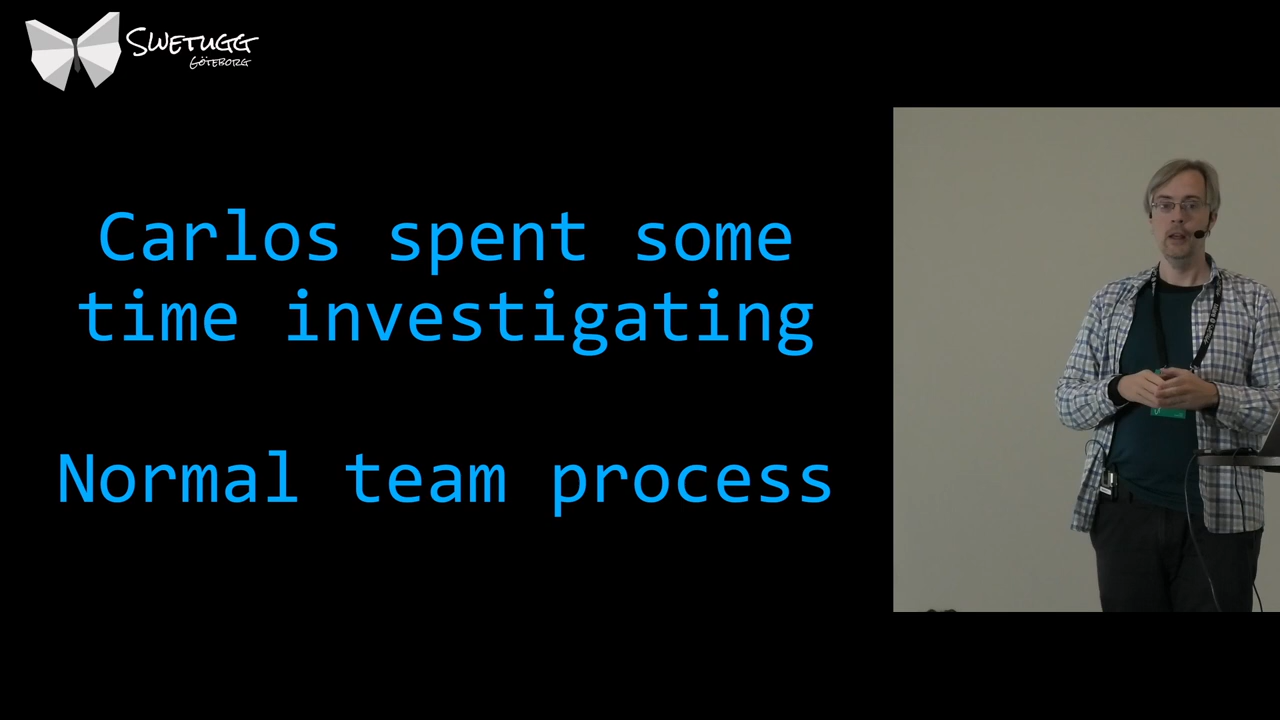 Swetugg
Göteborg
Carlos spent some
time investigating
Normal team process